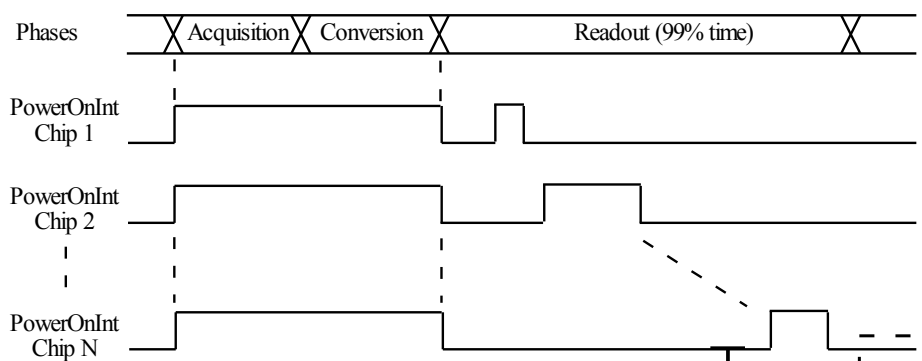 Phases Acquisition Conversion Readout (99% time)
PowerOnInt
Chip 1
PowerOnInt
Chip 2
PowerOnInt
Chip N